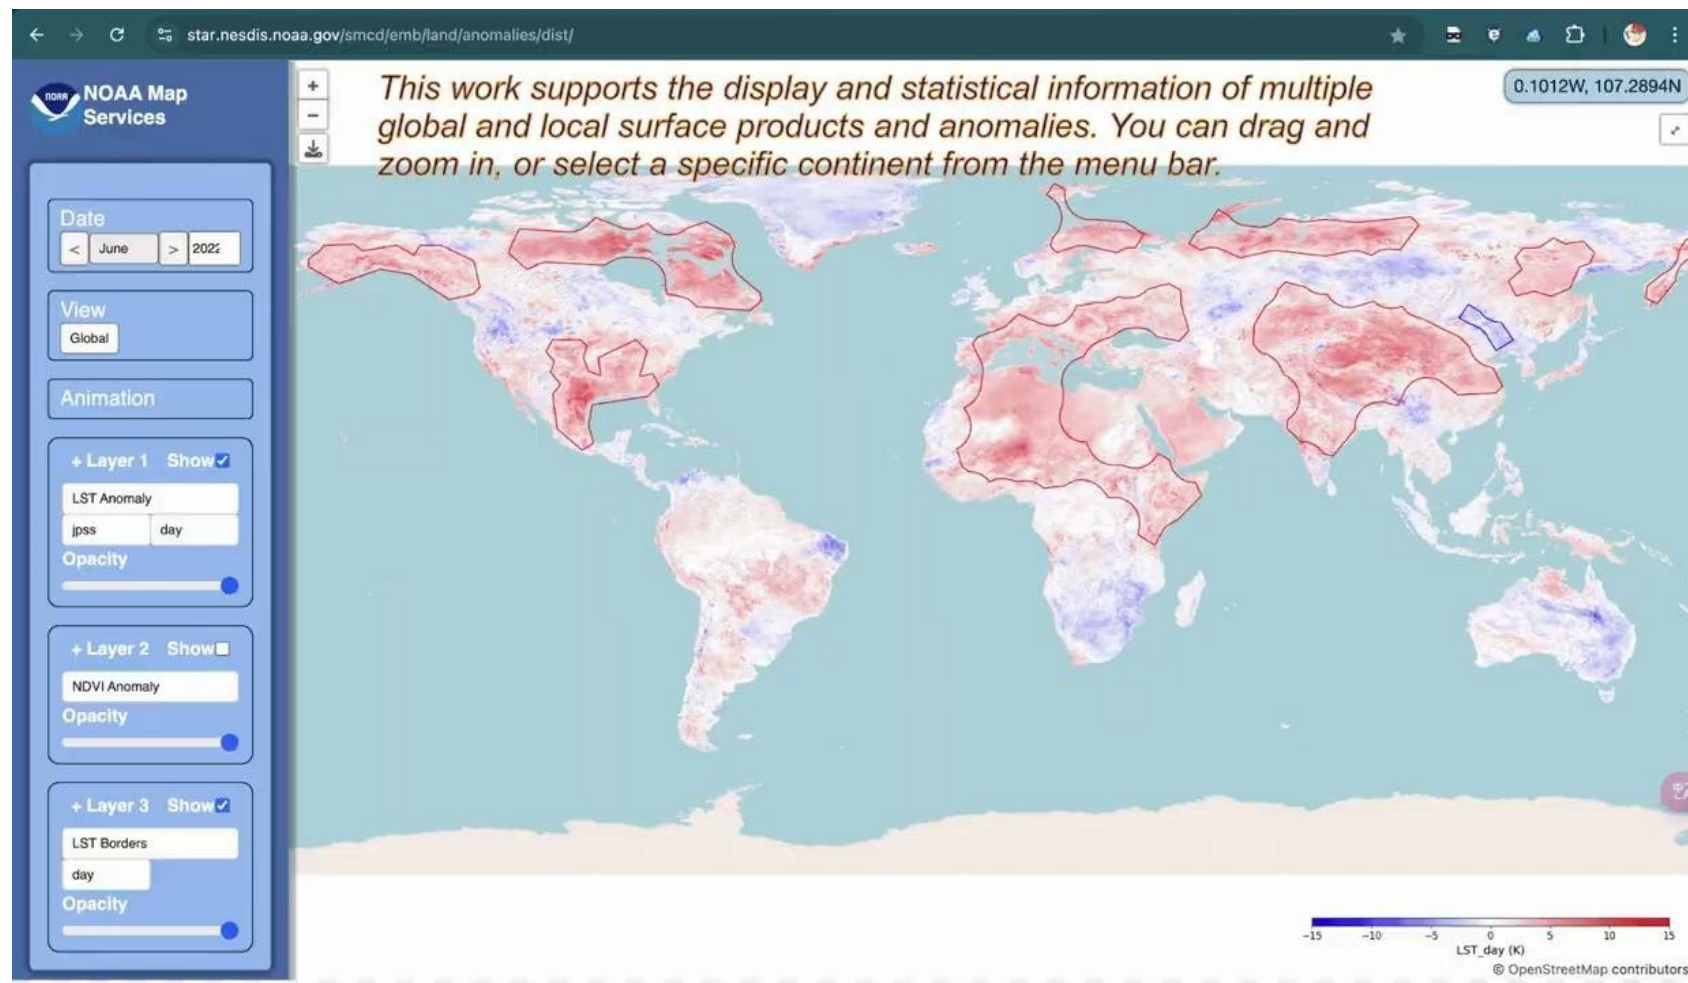 star.nesdis.noaa.gov/smcd/emb/land/anomalies/dist/
NOAA
NOAA Map
Services
Date
< June > 2022
View
Global
Animation
+ Layer 1 Show
LST Anomaly
jpss day
Opacity
+ Layer 2 Show
NDVI Anomaly
Opacity
+ Layer 3 Show
LST Borders
day
Opacity
+
−
This work supports the display and statistical information of multiple
global and local surface products and anomalies. You can drag and
zoom in, or select a specific continent from the menu bar.
0.1012W, 107.2894N
−15 −10 −5 0 5 10 15
LST_day (K)
© OpenStreetMap contributors